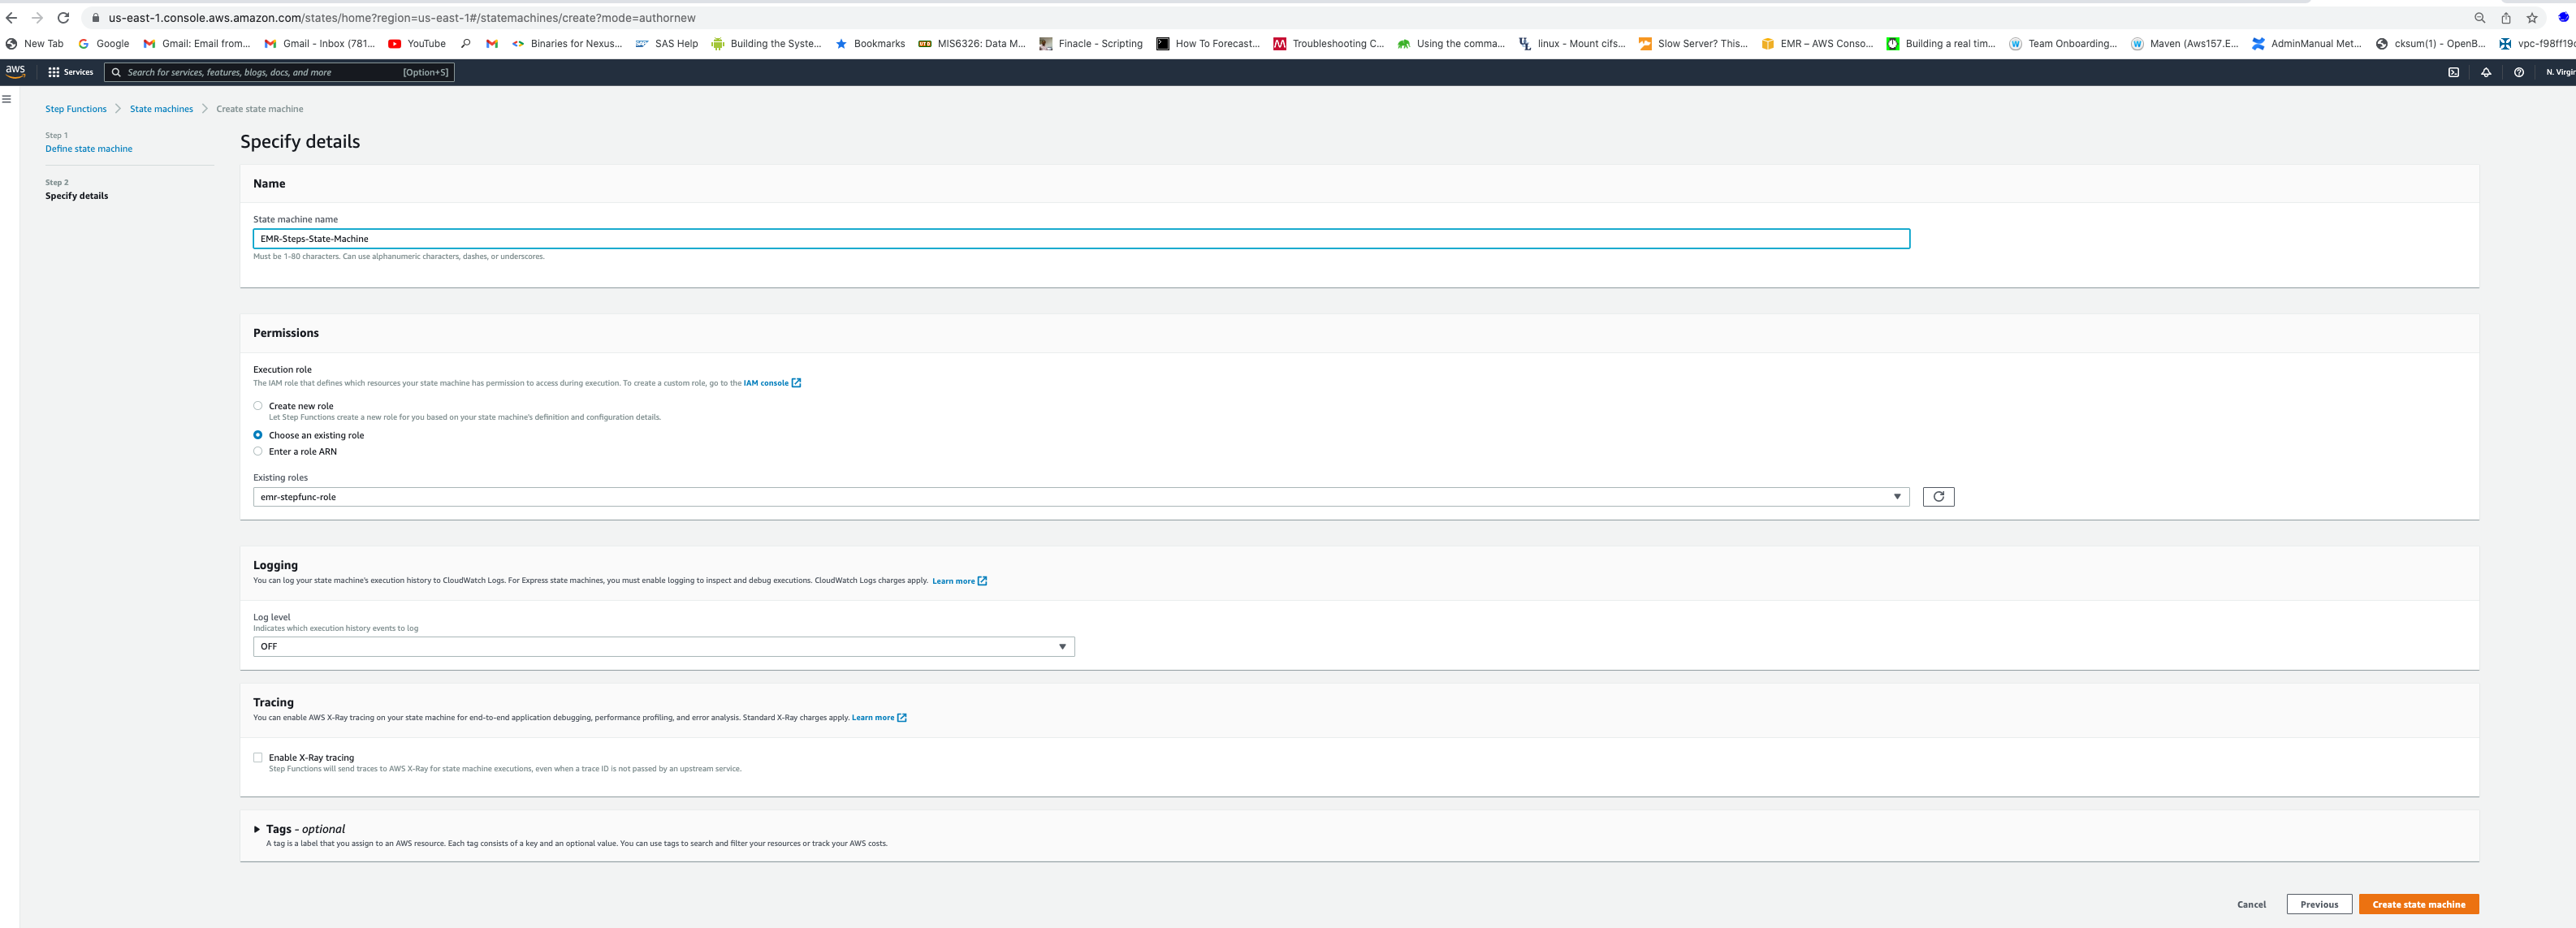 us-east-1.console.aws.amazon.com/states/home?region=us-east-1#/statemachines/create?mode=authornew
New Tab Google Gmail: Email from... Gmail - Inbox (781... YouTube Binaries for Nexus... SAS Help Building the Syste... Bookmarks MIS6326: Data M... Finacle - Scripting How To Forecast... Troubleshooting C... Using the comma... linux - Mount cifs... Slow Server? This... EMR – AWS Conso... Building a real tim... Team Onboarding... Maven (Aws157.E... AdminManual Met... cksum(1) - OpenB... vpc-f98ff19
aws Services Search for services, features, blogs, docs, and more [Option+S] N. Virgin
Step Functions State machines Create state machine
Step 1
Define state machine
Step 2
Specify details
Specify details
Name
State machine name
EMR-Steps-State-Machine
Must be 1-80 characters. Can use alphanumeric characters, dashes, or underscores.
Permissions
Execution role
The IAM role that defines which resources your state machine has permission to access during execution. To create a custom role, go to the IAM console
Create new role
Let Step Functions create a new role for you based on your state machine's definition and configuration details.
Choose an existing role
Enter a role ARN
Existing roles
emr-stepfunc-role
Logging
You can log your state machine's execution history to CloudWatch Logs. For Express state machines, you must enable logging to inspect and debug executions. CloudWatch Logs charges apply. Learn more
Log level
Indicates which execution history events to log
OFF
Tracing
You can enable AWS X-Ray tracing on your state machine for end-to-end application debugging, performance profiling, and error analysis. Standard X-Ray charges apply. Learn more
Enable X-Ray tracing
Step Functions will send traces to AWS X-Ray for state machine executions, even when a trace ID is not passed by an upstream service.
Tags - optional
A tag is a label that you assign to an AWS resource. Each tag consists of a key and an optional value. You can use tags to search and filter your resources or track your AWS costs.
Cancel Previous Create state machine